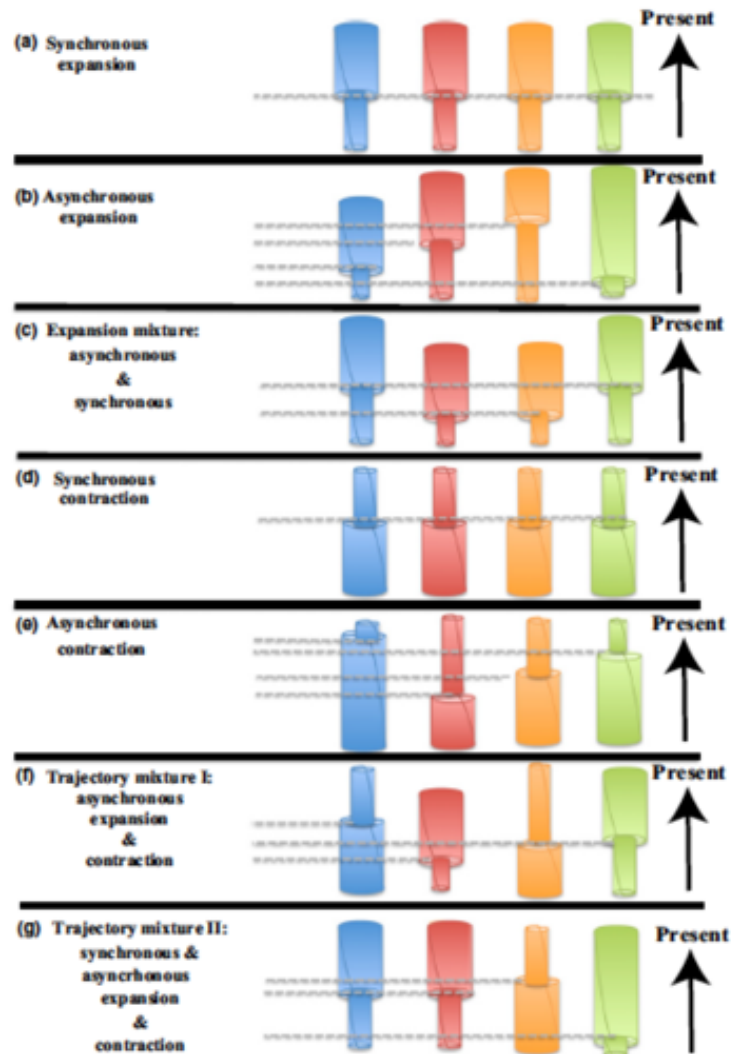 Present
(a) Synchronous
expansion
Present
(b) Asynchronous
expansion
Present
(c) Expansion mixture:
asynchronous
&
synchronous
Present
(d) Synchronous
contraction
Present
(e) Asynchronous
contraction
Present
(f) Trajectory mixture I:
asynchronous
expansion
&
contraction
Present
(g) Trajectory mixture II:
synchronous &
asyncrhonous
expansion
&
contraction